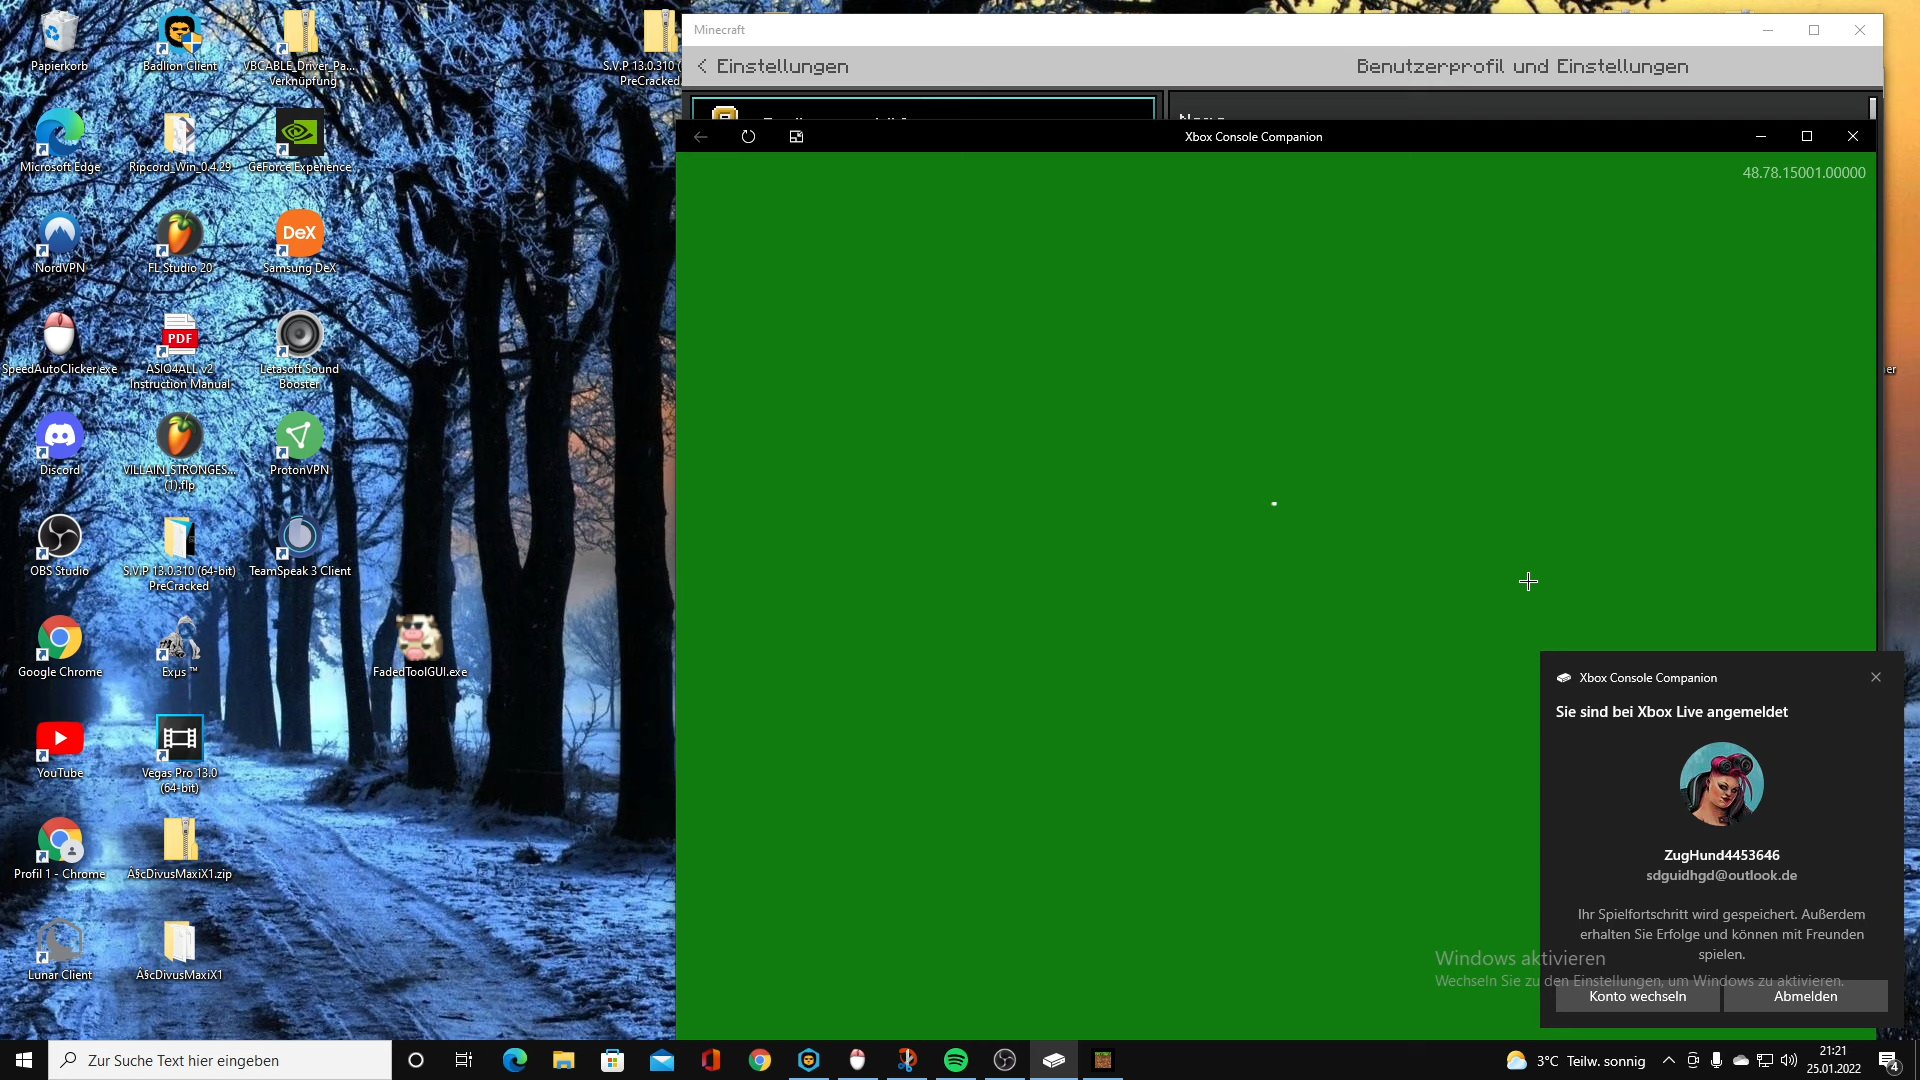 Papierkorb
Badlion Client
VBCABLE_Driver_Pa...
- Verknüpfung
S.V.P 13.0.310 (
PreCracked
Microsoft Edge
Ripcord_Win_0.4.29
GeForce Experience
NordVPN
FL Studio 20
DeX
Samsung DeX
SpeedAutoClicker.exe
PDF
ASIO4ALL v2
Instruction Manual
Letasoft Sound
Booster
Discord
VILLAIN_STRONGES...
(1).flp
ProtonVPN
OBS Studio
S.V.P 13.0.310 (64-bit)
PreCracked
TeamSpeak 3 Client
Google Chrome
Exµs ™
FadedToolGUI.exe
YouTube
Vegas Pro 13.0
(64-bit)
Profil 1 - Chrome
Â§cDivusMaxiX1.zip
Lunar Client
Â§cDivusMaxiX1
Minecraft
Einstellungen
Benutzerprofil und Einstellungen
Xbox Console Companion
48.78.15001.00000
Xbox Console Companion
Sie sind bei Xbox Live angemeldet
ZugHund4453646
sdguidhgd@outlook.de
Ihr Spielfortschritt wird gespeichert. Außerdem
erhalten Sie Erfolge und können mit Freunden
spielen.
Windows aktivieren
Wechseln Sie zu den Einstellungen, um Windows zu aktivieren.
Konto wechseln
Abmelden
Zur Suche Text hier eingeben
3°C Teilw. sonnig
21:21
25.01.2022
4